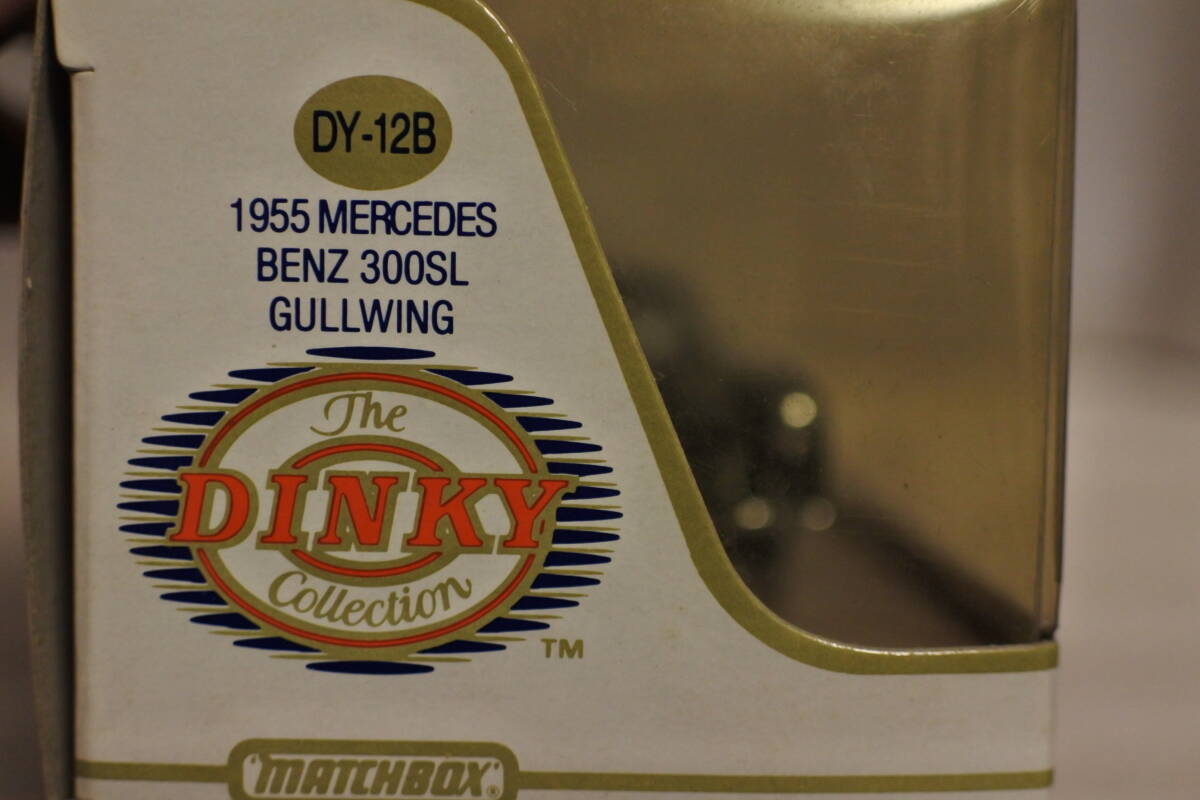 DY-12B
1955 MERCEDES
BENZ 300SL
GULLWING
The
DINKY
Collection
TM
"MATCHBOX"®